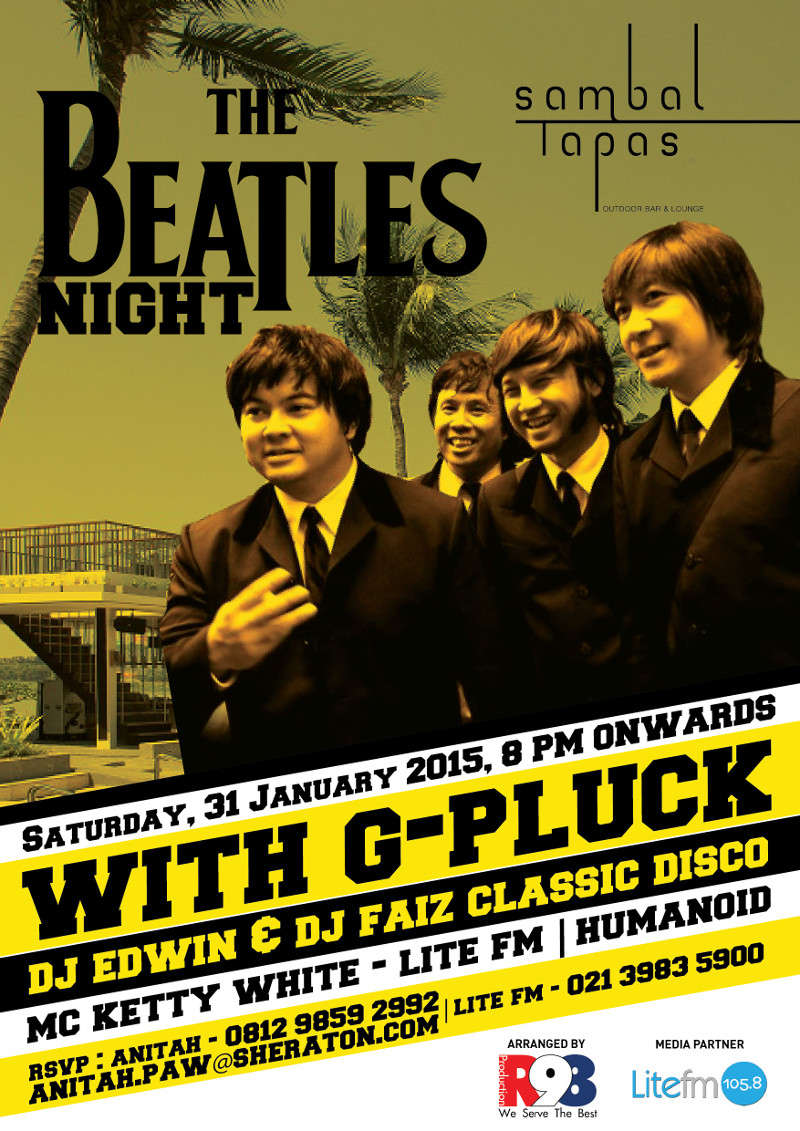 THE
BEATLES
NIGHT
sambal
tapas
OUTDOOR BAR & LOUNGE
SATURDAY, 31 JANUARY 2015, 8 PM ONWARDS
WITH G-PLUCK
DJ EDWIN & DJ FAIZ CLASSIC DISCO
MC KETTY WHITE - LITE FM | HUMANOID
RSVP : ANITAH - 0812 9859 2992 | LITE FM - 021 3983 5900
ANITAH.PAW@SHERATON.COM
ARRANGED BY
R98
Production
We Serve The Best
MEDIA PARTNER
Litefm 105.8